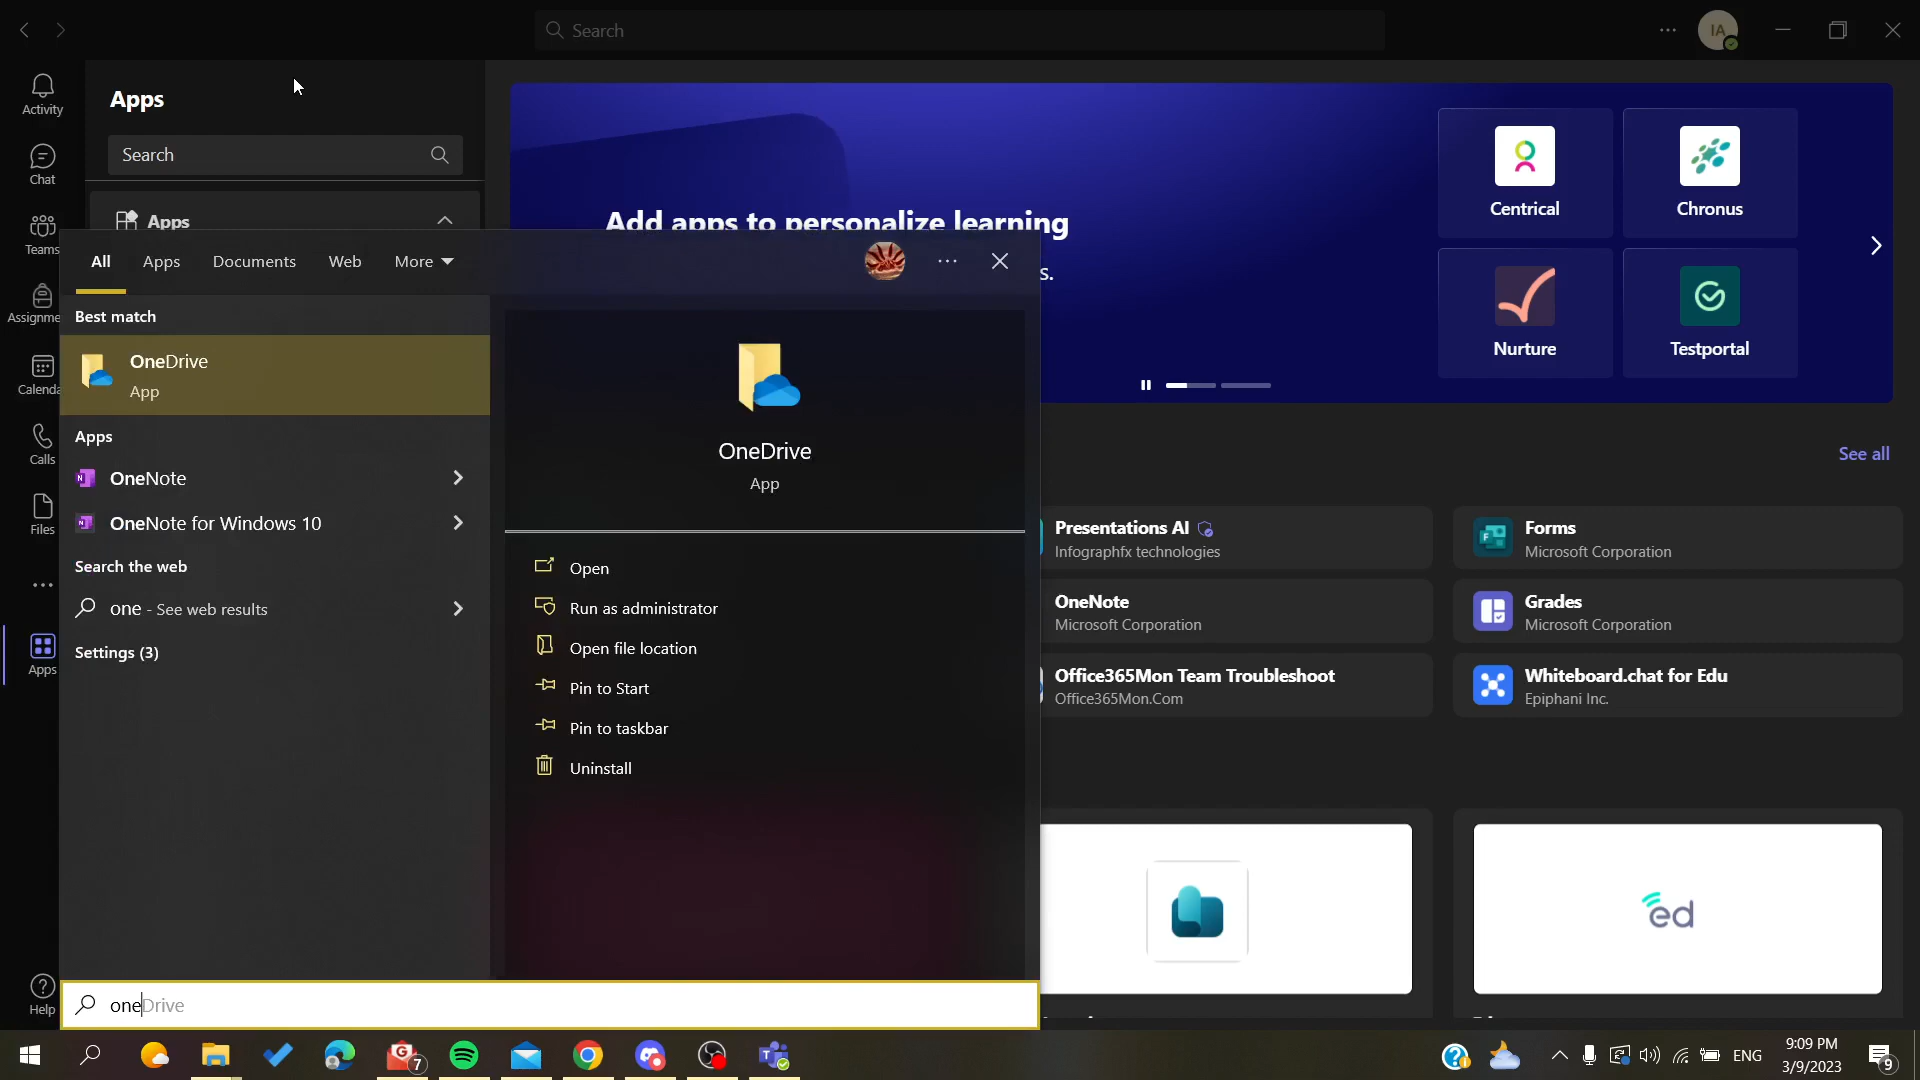 Search
IA
Activity
Chat
Teams
Assignme
Calenda
Calls
Files
Apps
Help
Apps
Search
Apps
Add apps to personalize learning
s.
Centrical
Chronus
Nurture
Testportal
See all
Presentations AI
Infographfx technologies
Forms
Microsoft Corporation
OneNote
Microsoft Corporation
Grades
Microsoft Corporation
Office365Mon Team Troubleshoot
Office365Mon.Com
Whiteboard.chat for Edu
Epiphani Inc.
ed
All
Apps
Documents
Web
More
Best match
OneDrive
App
Apps
OneNote
OneNote for Windows 10
Search the web
one - See web results
Settings (3)
OneDrive
App
Open
Run as administrator
Open file location
Pin to Start
Pin to taskbar
Uninstall
oneDrive
7
ENG
9:09 PM
3/9/2023
9